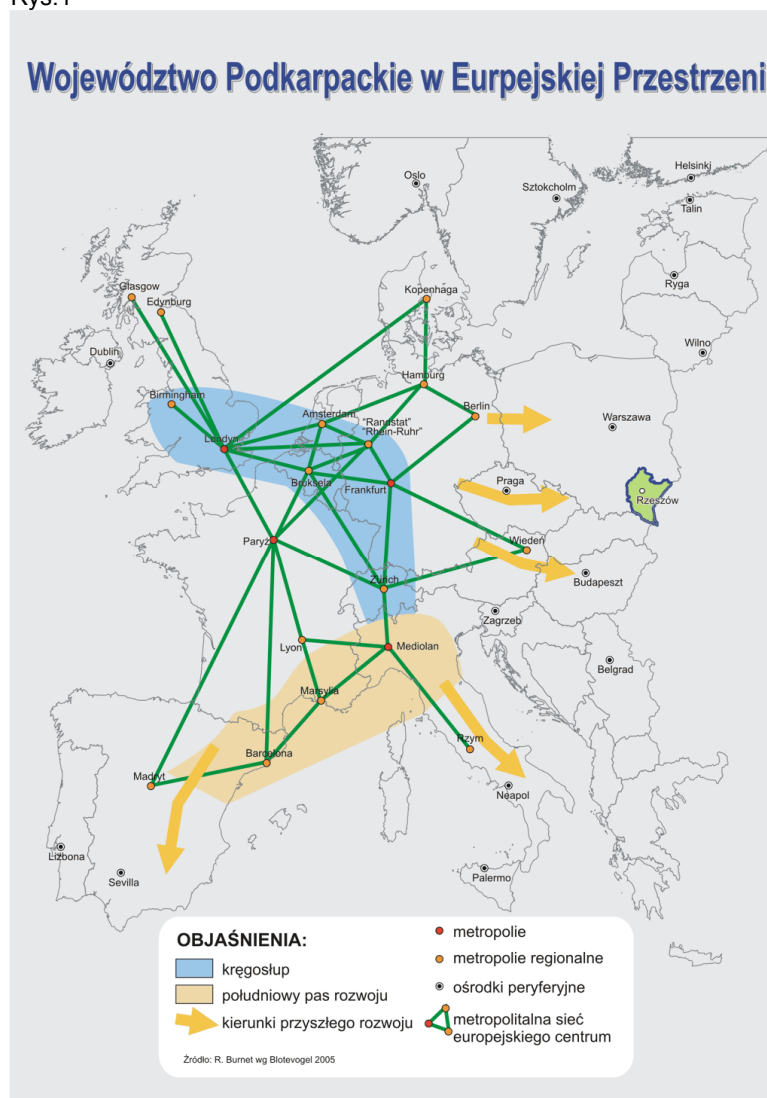 Rys.1
Województwo Podkarpackie w Eurpejskiej Przestrzeni
Oslo
Helsinki
Sztokholm
Talin
Ryga
Glasgow
Edynburg
Kopenhaga
Wilno
Dublin
Hamburg
Birmingham
Berlin
Amsterdam
"Randstat"
"Rhein-Ruhr"
Warszawa
Londyn
Bruksela
Frankfurt
Praga
Rzeszów
Paryż
Wiedeń
Zurich
Budapeszt
Zagrzeb
Lyon
Mediolan
Belgrad
Marsylia
Rzym
Barcelona
Madryt
Neapol
Lizbona
Sevilla
Palermo
OBJAŚNIENIA:
kręgosłup
południowy pas rozwoju
kierunki przyszłego rozwoju
metropolie
metropolie regionalne
ośrodki peryferyjne
metropolitalna sieć
europejskiego centrum
Źródło: R. Burnet wg Blotevogel 2005